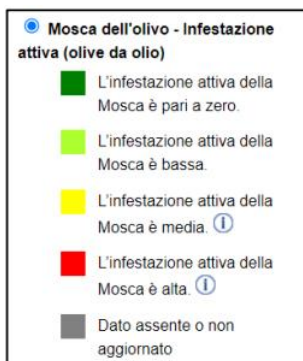 Mosca dell'olivo - Infestazione
attiva (olive da olio)
L'infestazione attiva della
Mosca è pari a zero.
L'infestazione attiva della
Mosca è bassa.
L'infestazione attiva della
Mosca è media. i
L'infestazione attiva della
Mosca è alta. i
Dato assente o non
aggiornato